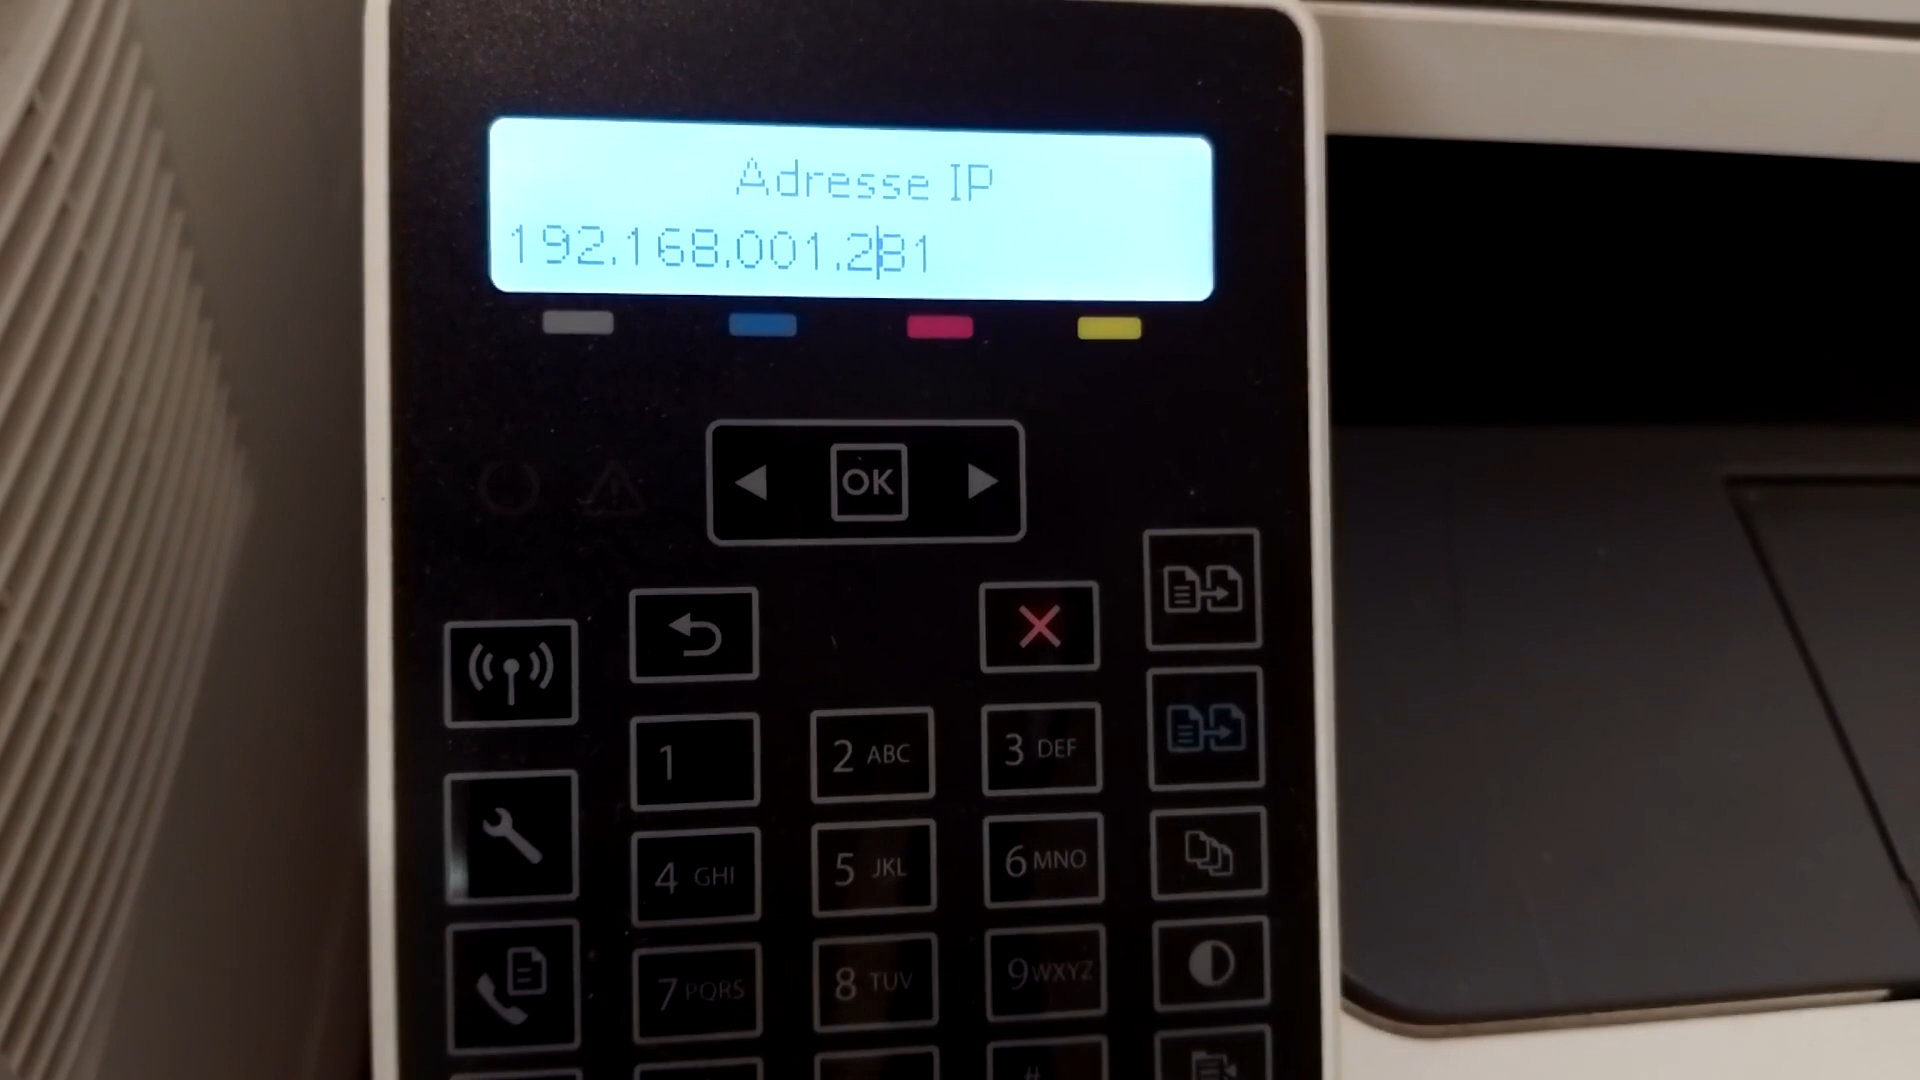 Adresse IP
192.168.001.281
OK
1
2 ABC
3 DEF
4 GHI
5 JKL
6 MNO
7 PQRS
8 TUV
9 WXYZ
#